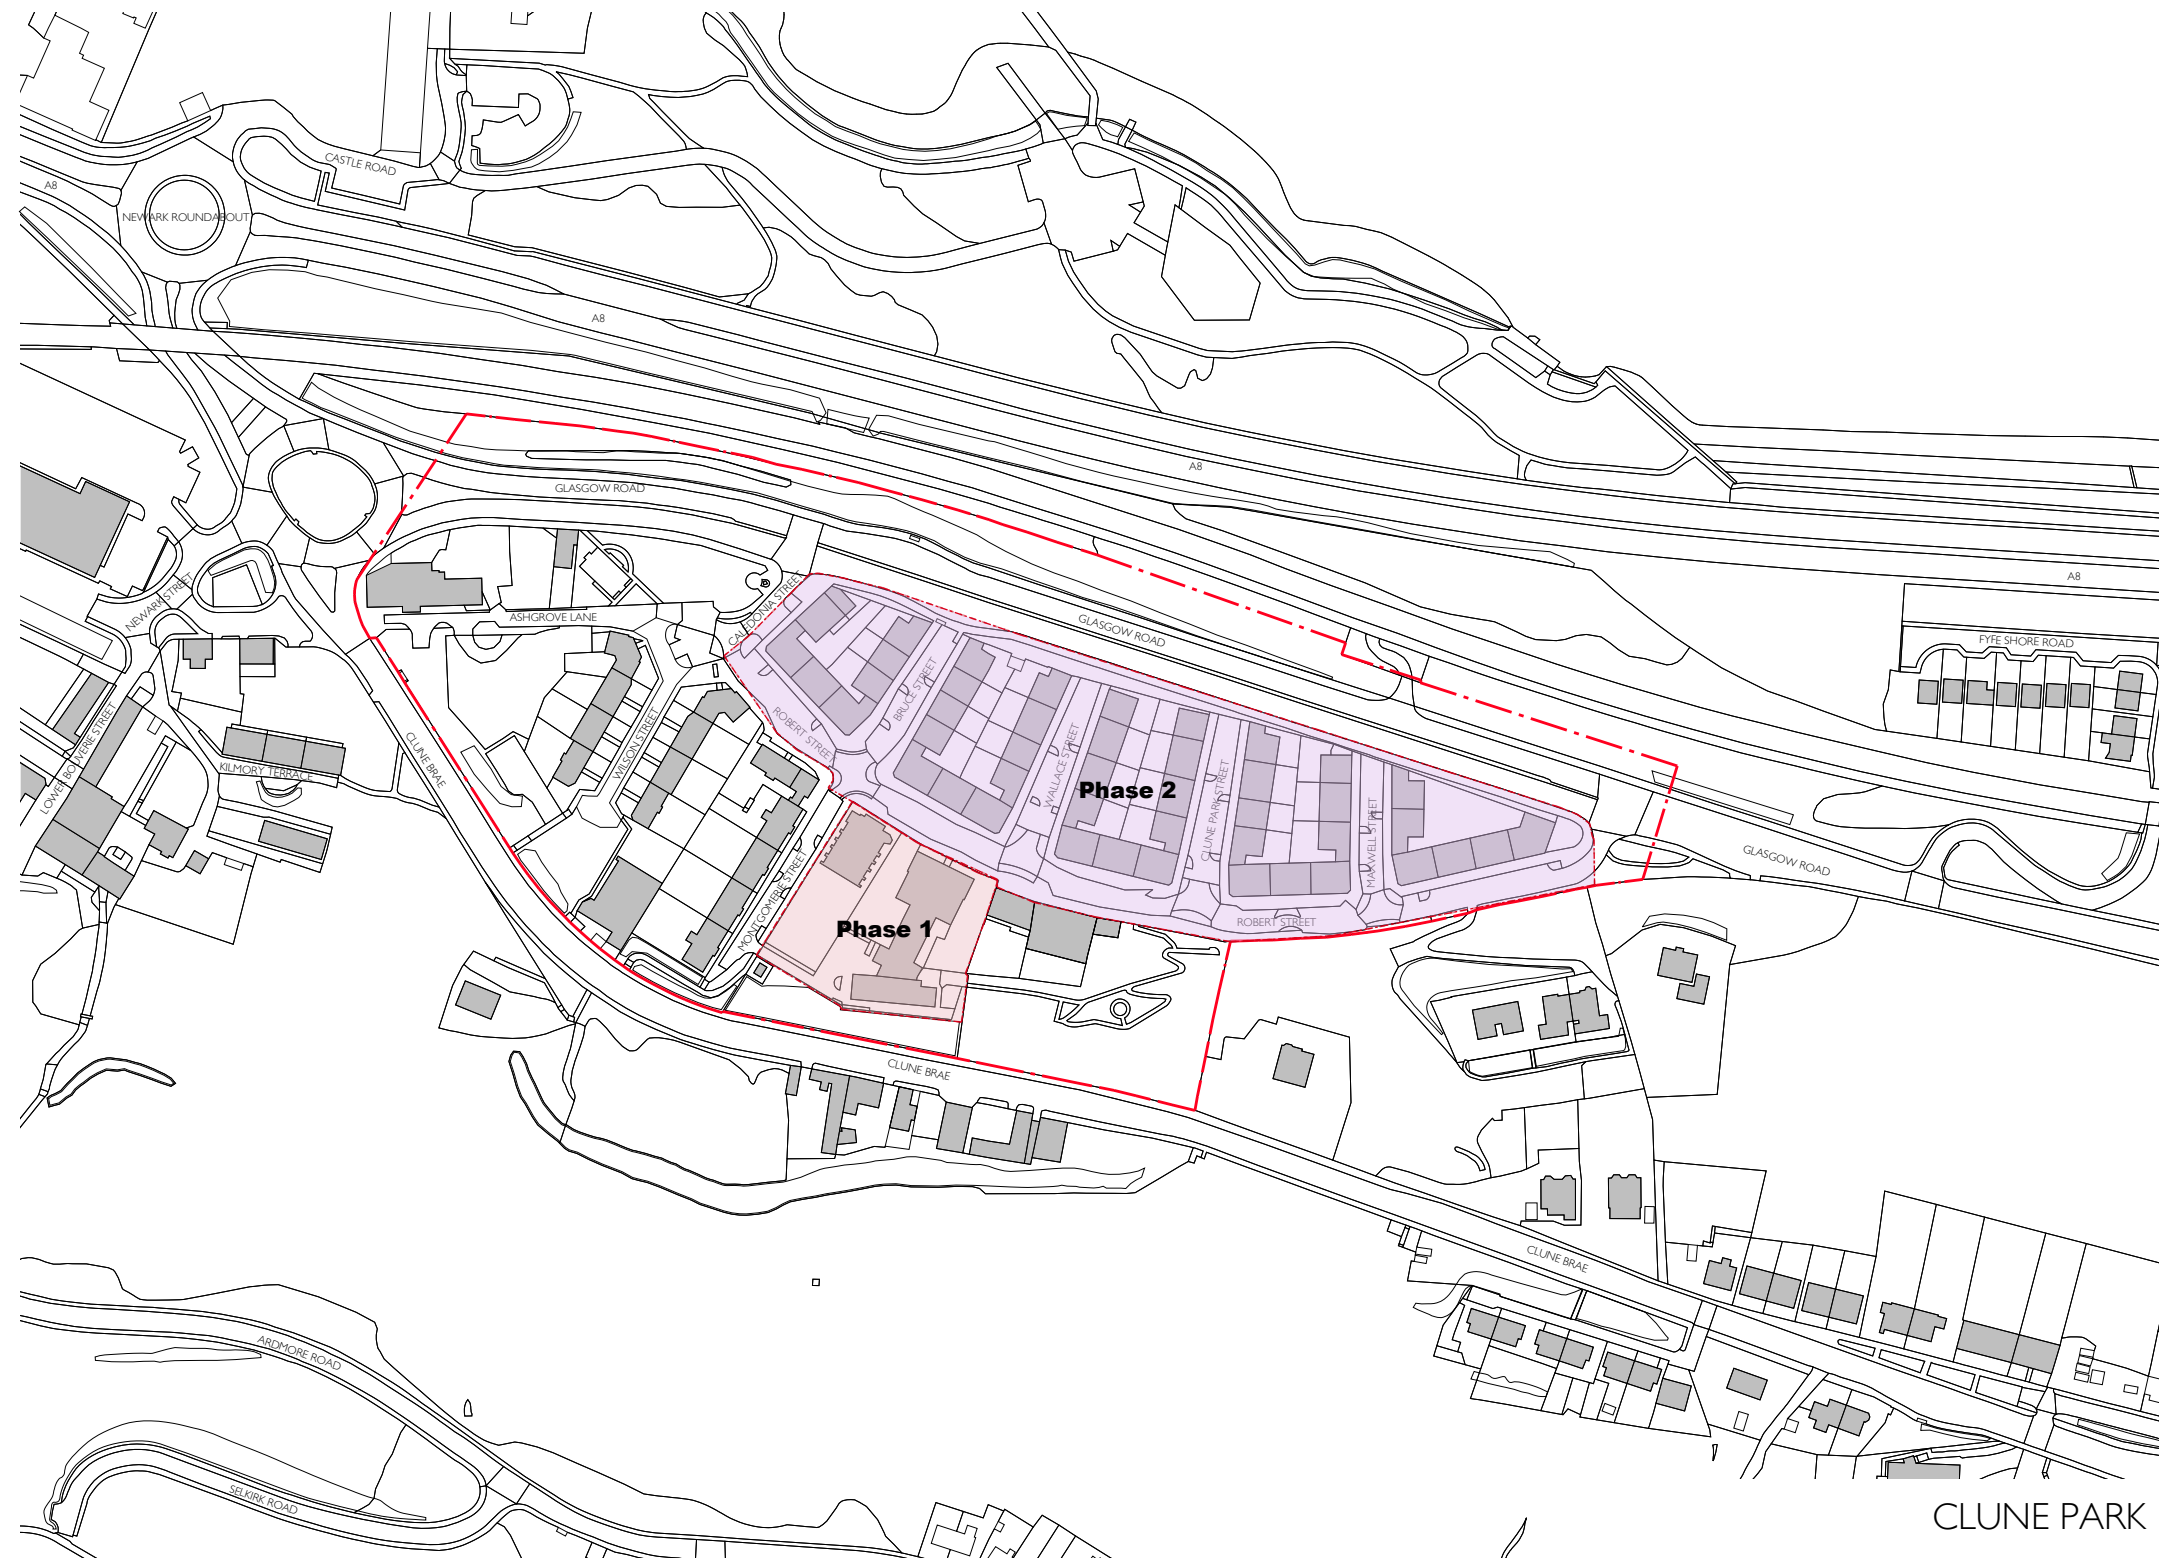 CASTLE ROAD
A8
NEWARK ROUNDABOUT
A8
A8
GLASGOW ROAD
A8
NEWARK STREET
ASHGROVE LANE
CALEDONIA STREET
GLASGOW ROAD
FYFE SHORE ROAD
BRUCE STREET
ROBERT STREET
LOWER BOUVERIE STREET
KILMORY TERRACE
CLUNE BRAE
WILSON STREET
WALLACE STREET
Phase 2
CLUNE PARK STREET
MAXWELL STREET
GLASGOW ROAD
MONTGOMERIE STREET
Phase 1
ROBERT STREET
CLUNE BRAE
CLUNE BRAE
ARDMORE ROAD
SELKIRK ROAD
CLUNE PARK